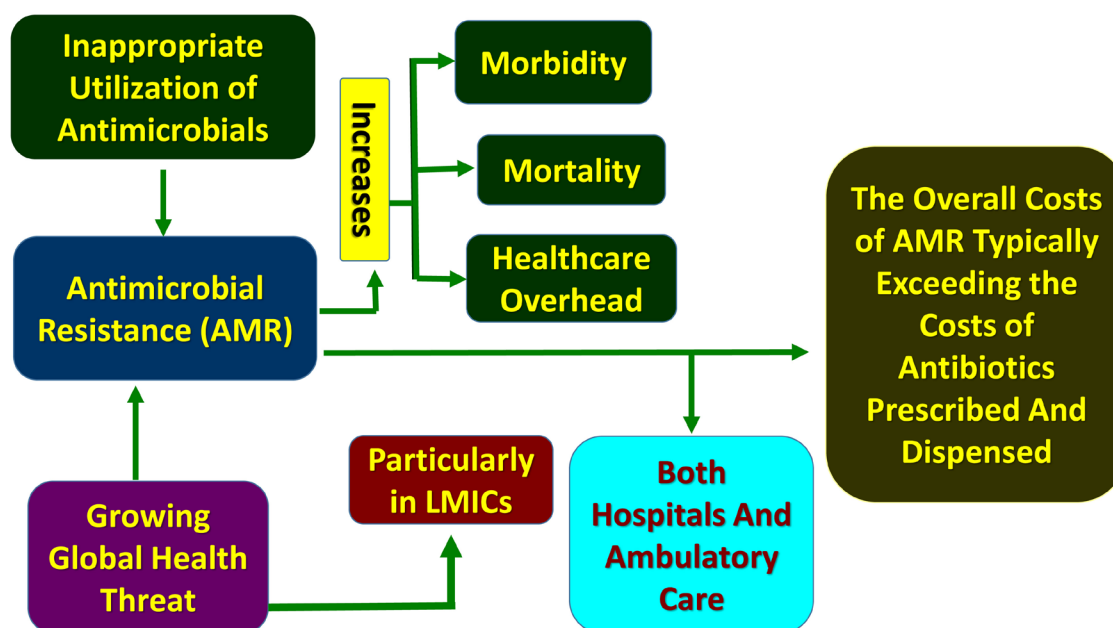 Inappropriate
Utilization of
Antimicrobials
Increases
Morbidity
Mortality
Healthcare
Overhead
Antimicrobial
Resistance (AMR)
The Overall Costs
of AMR Typically
Exceeding the
Costs of
Antibiotics
Prescribed And
Dispensed
Growing
Global Health
Threat
Particularly
in LMICs
Both
Hospitals And
Ambulatory
Care